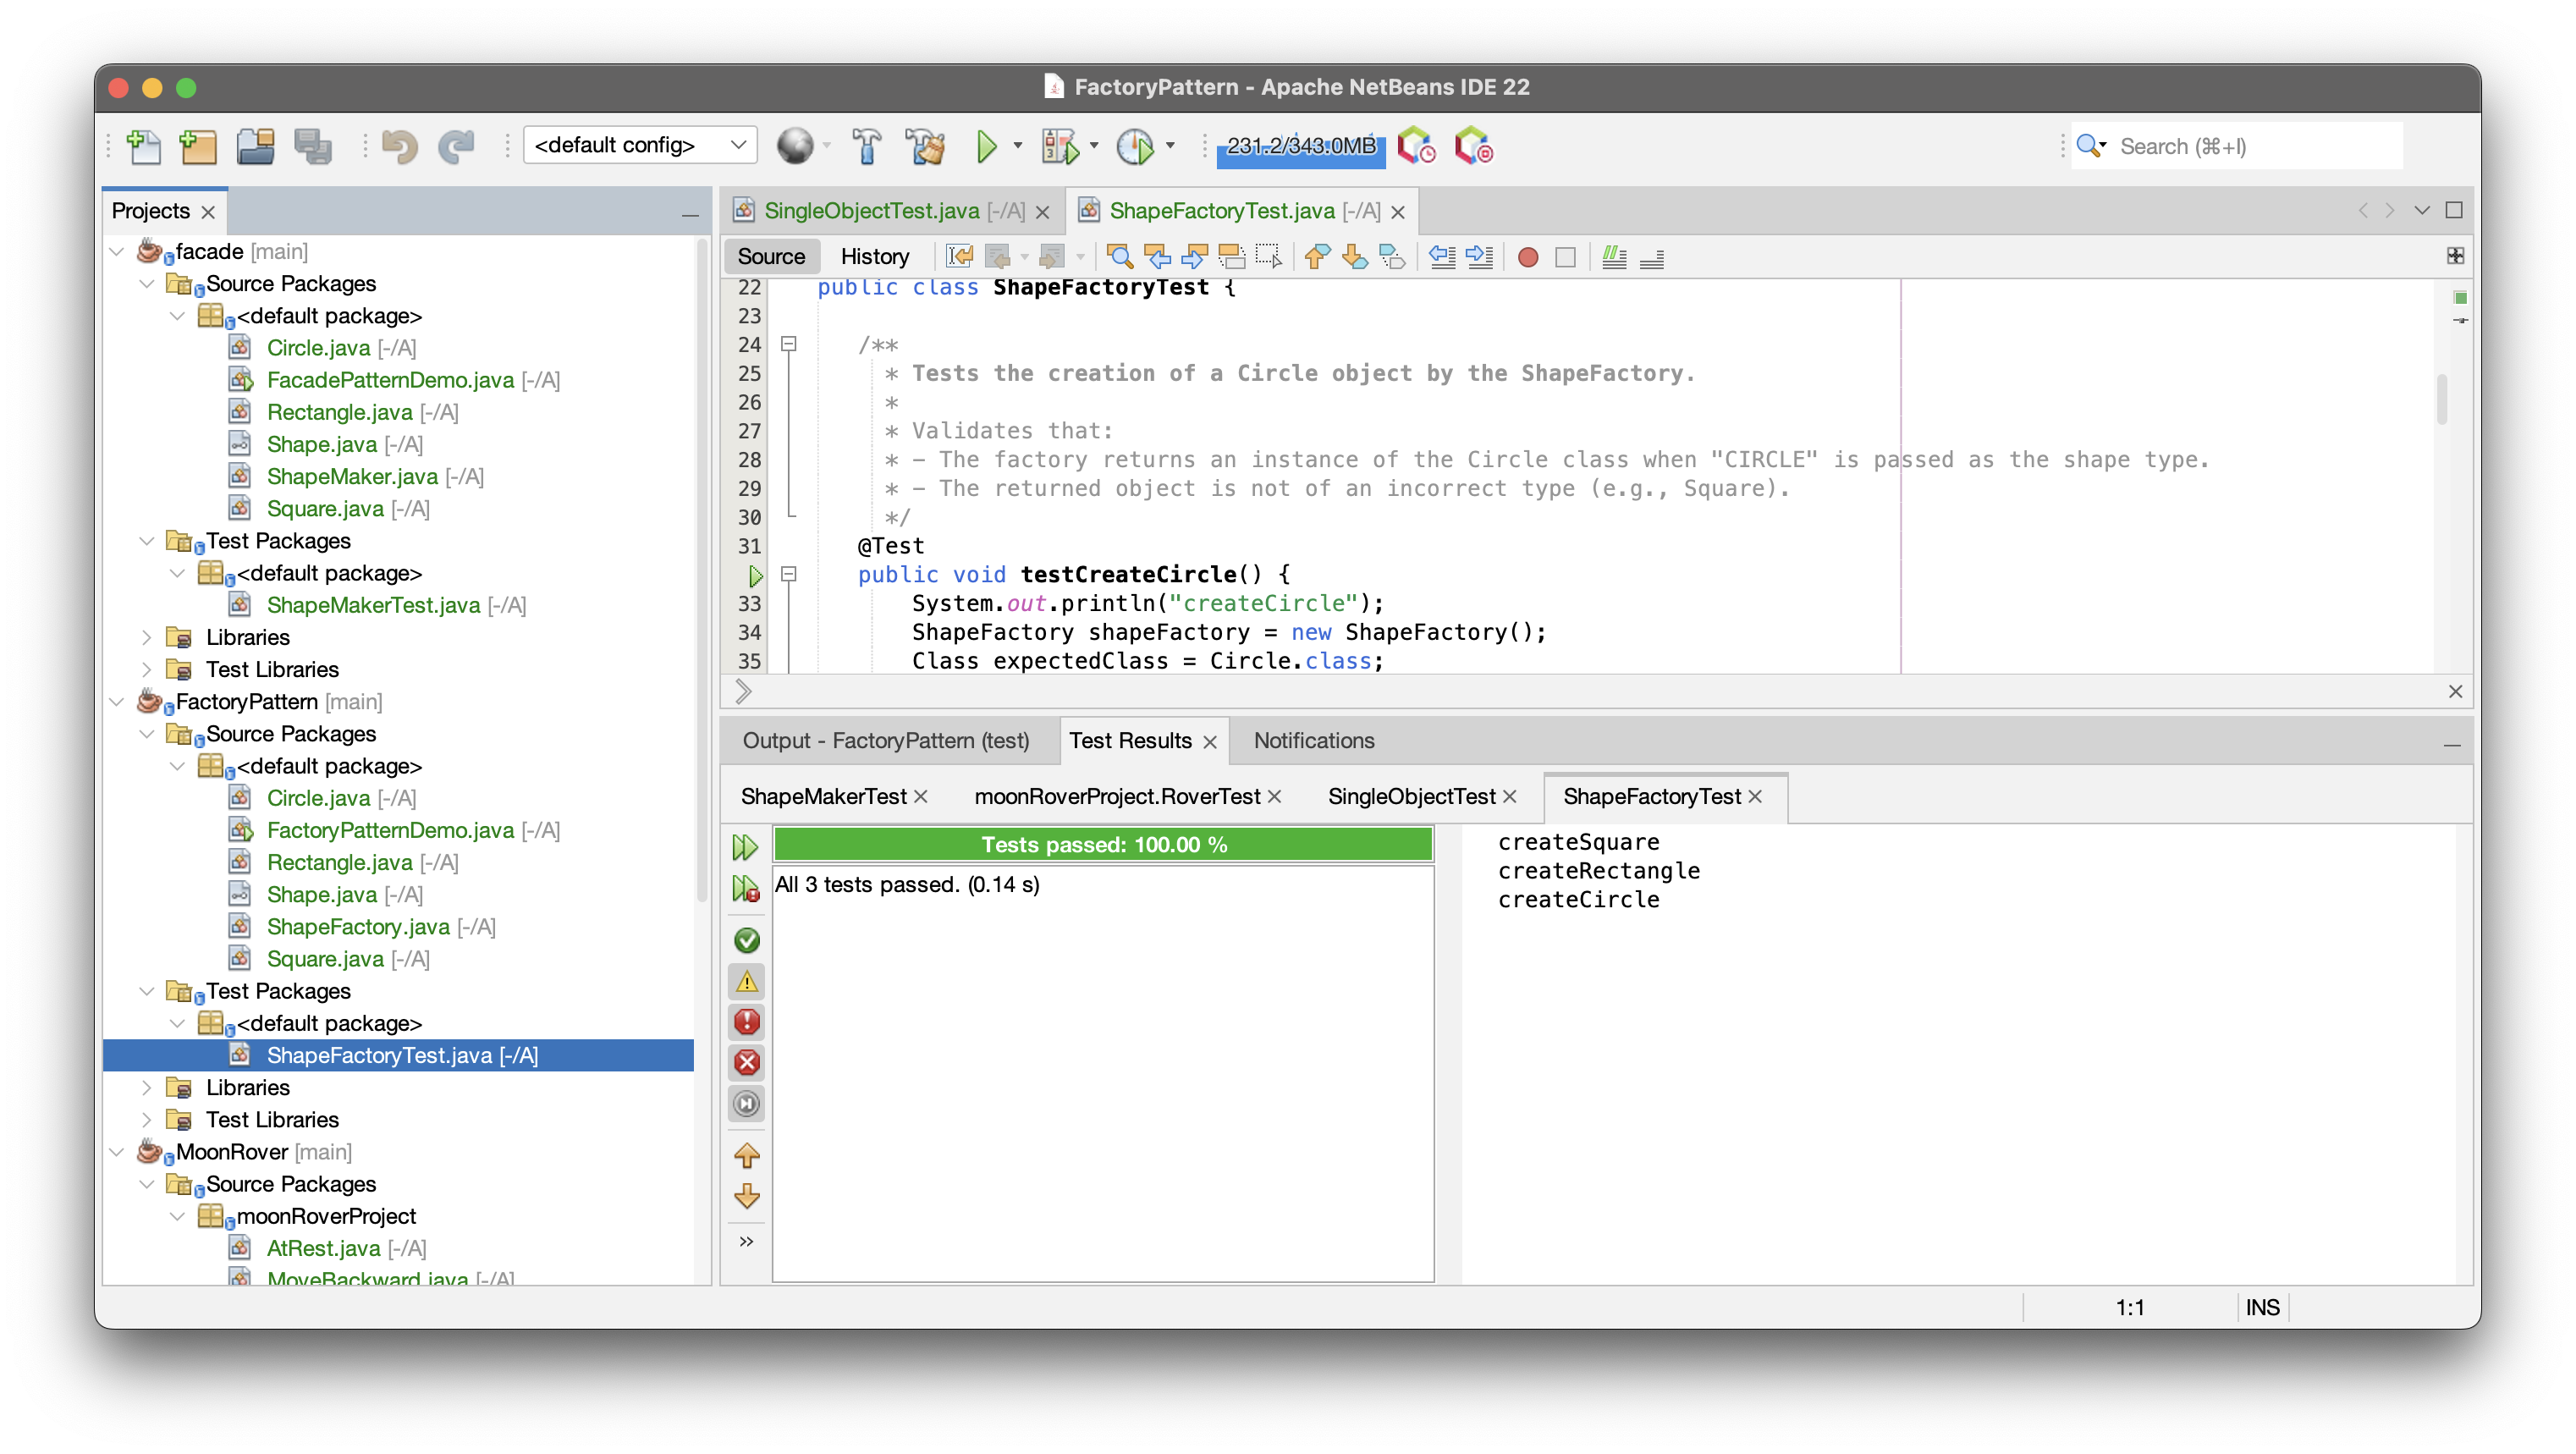 FactoryPattern - Apache NetBeans IDE 22
<default config>
231.2/343.0MB
Search (⌘+I)
Projects
facade [main]
Source Packages
<default package>
Circle.java [-/A]
FacadePatternDemo.java [-/A]
Rectangle.java [-/A]
Shape.java [-/A]
ShapeMaker.java [-/A]
Square.java [-/A]
Test Packages
<default package>
ShapeMakerTest.java [-/A]
Libraries
Test Libraries
FactoryPattern [main]
Source Packages
<default package>
Circle.java [-/A]
FactoryPatternDemo.java [-/A]
Rectangle.java [-/A]
Shape.java [-/A]
ShapeFactory.java [-/A]
Square.java [-/A]
Test Packages
<default package>
ShapeFactoryTest.java [-/A]
Libraries
Test Libraries
MoonRover [main]
Source Packages
moonRoverProject
AtRest.java [-/A]
MoveBackward.java [-/A]
SingleObjectTest.java [-/A]
ShapeFactoryTest.java [-/A]
Source History
22 public class ShapeFactoryTest {
23
24 /**
25 * Tests the creation of a Circle object by the ShapeFactory.
26 *
27 * Validates that:
28 * - The factory returns an instance of the Circle class when "CIRCLE" is passed as the shape type.
29 * - The returned object is not of an incorrect type (e.g., Square).
30 */
31 @Test
public void testCreateCircle() {
33 System.out.println("createCircle");
34 ShapeFactory shapeFactory = new ShapeFactory();
35 Class expectedClass = Circle.class;
Output - FactoryPattern (test)
Test Results
Notifications
ShapeMakerTest
moonRoverProject.RoverTest
SingleObjectTest
ShapeFactoryTest
Tests passed: 100.00 %
All 3 tests passed. (0.14 s)
createSquare
createRectangle
createCircle
1:1
INS